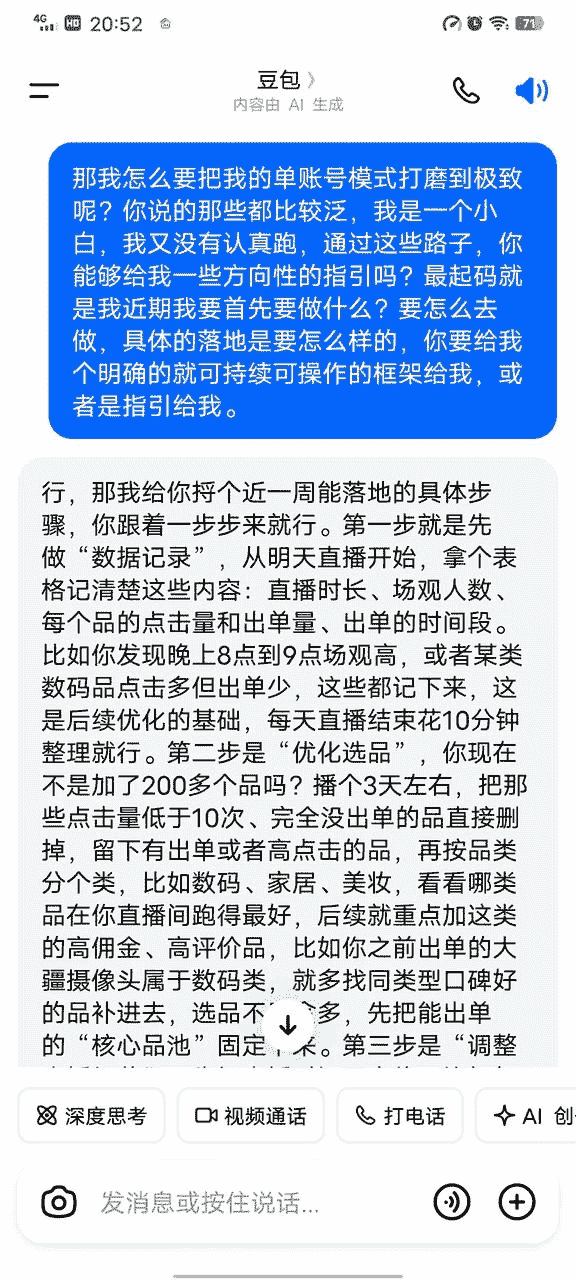 4G HD 20:52 71
豆包
内容由 AI 生成
那我怎么要把我的单账号模式打磨到极致
呢？你说的那些都比较泛，我是一个小
白，我又没有认真跑，通过这些路子，你
能够给我一些方向性的指引吗？最起码就
是我近期我要首先要做什么？要怎么去
做，具体的落地是要怎么样的，你要给我
个明确的就可持续可操作的框架给我，或
者是指引给我。
行，那我给你捋个近一周能落地的具体步
骤，你跟着一步步来就行。第一步就是先
做“数据记录”，从明天直播开始，拿个表
格记清楚这些内容：直播时长、场观人数、
每个品的点击量和出单量、出单的时间段。
比如你发现晚上8点到9点场观高，或者某类
数码品点击多但出单少，这些都记下来，这
是后续优化的基础，每天直播结束花10分钟
整理就行。第二步是“优化选品”，你现在
不是加了200多个品吗？播个3天左右，把那
些点击量低于10次、完全没出单的品直接删
掉，留下有出单或者高点击的品，再按品类
分个类，比如数码、家居、美妆，看看哪类
品在你直播间跑得最好，后续就重点加这类
的高佣金、高评价品，比如你之前出单的大
疆摄像头属于数码类，就多找同类型口碑好
的品补进去，选品不 多，先把能出单
的“核心品池”固定 来。第三步是“调整
深度思考
视频通话
打电话
AI 创
发消息或按住说话...